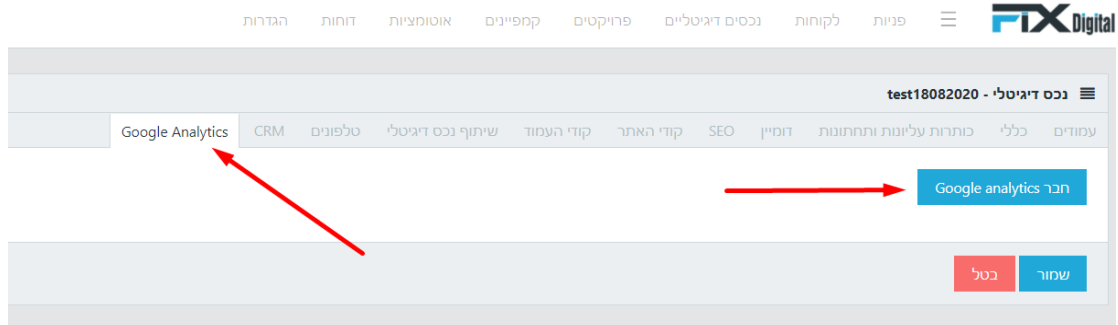 FIX Digital
פניות לקוחות נכסים דיגיטליים פרויקטים קמפיינים אוטומציות דוחות הגדרות
נכס דיגיטלי - test18082020
עמודים כללי כותרות עליונות ותחתונות דומיין SEO קודי האתר קודי העמוד שיתוף נכס דיגיטלי טלפונים CRM Google Analytics
חבר Google analytics
שמור בטל